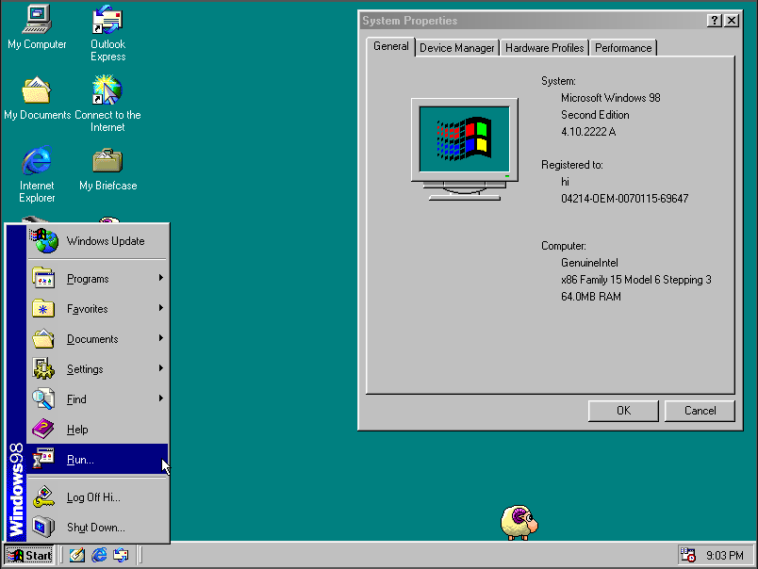 My Computer
Outlook
Express
My Documents
Connect to the
Internet
Internet
Explorer
My Briefcase
Windows Update
Programs
Favorites
Documents
Settings
Find
Help
Run...
Log Off Hi...
Shut Down...
Windows98
Start
System Properties
General
Device Manager
Hardware Profiles
Performance
System:
Microsoft Windows 98
Second Edition
4.10.2222 A
Registered to:
hi
04214-OEM-0070115-69647
Computer:
GenuineIntel
x86 Family 15 Model 6 Stepping 3
64.0MB RAM
OK
Cancel
9:03 PM